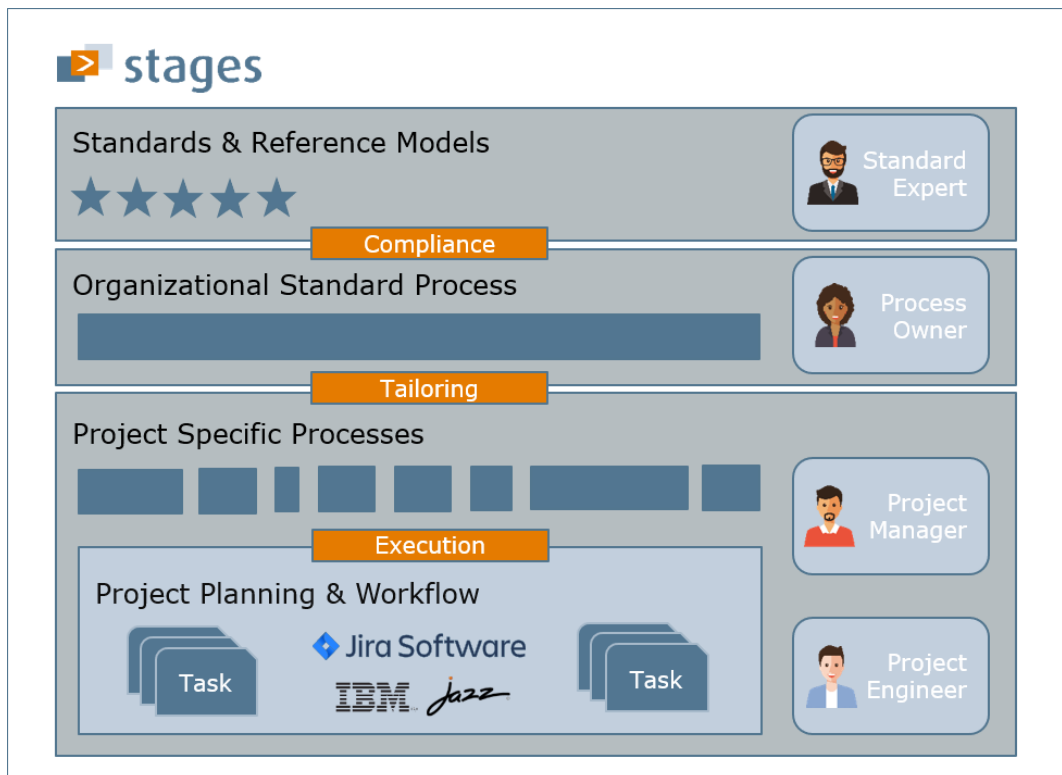 stages
Standards & Reference Models
Standard
Expert
Compliance
Organizational Standard Process
Process
Owner
Tailoring
Project Specific Processes
Project
Manager
Execution
Project Planning & Workflow
Task
Jira Software
IBM jazz
Task
Project
Engineer